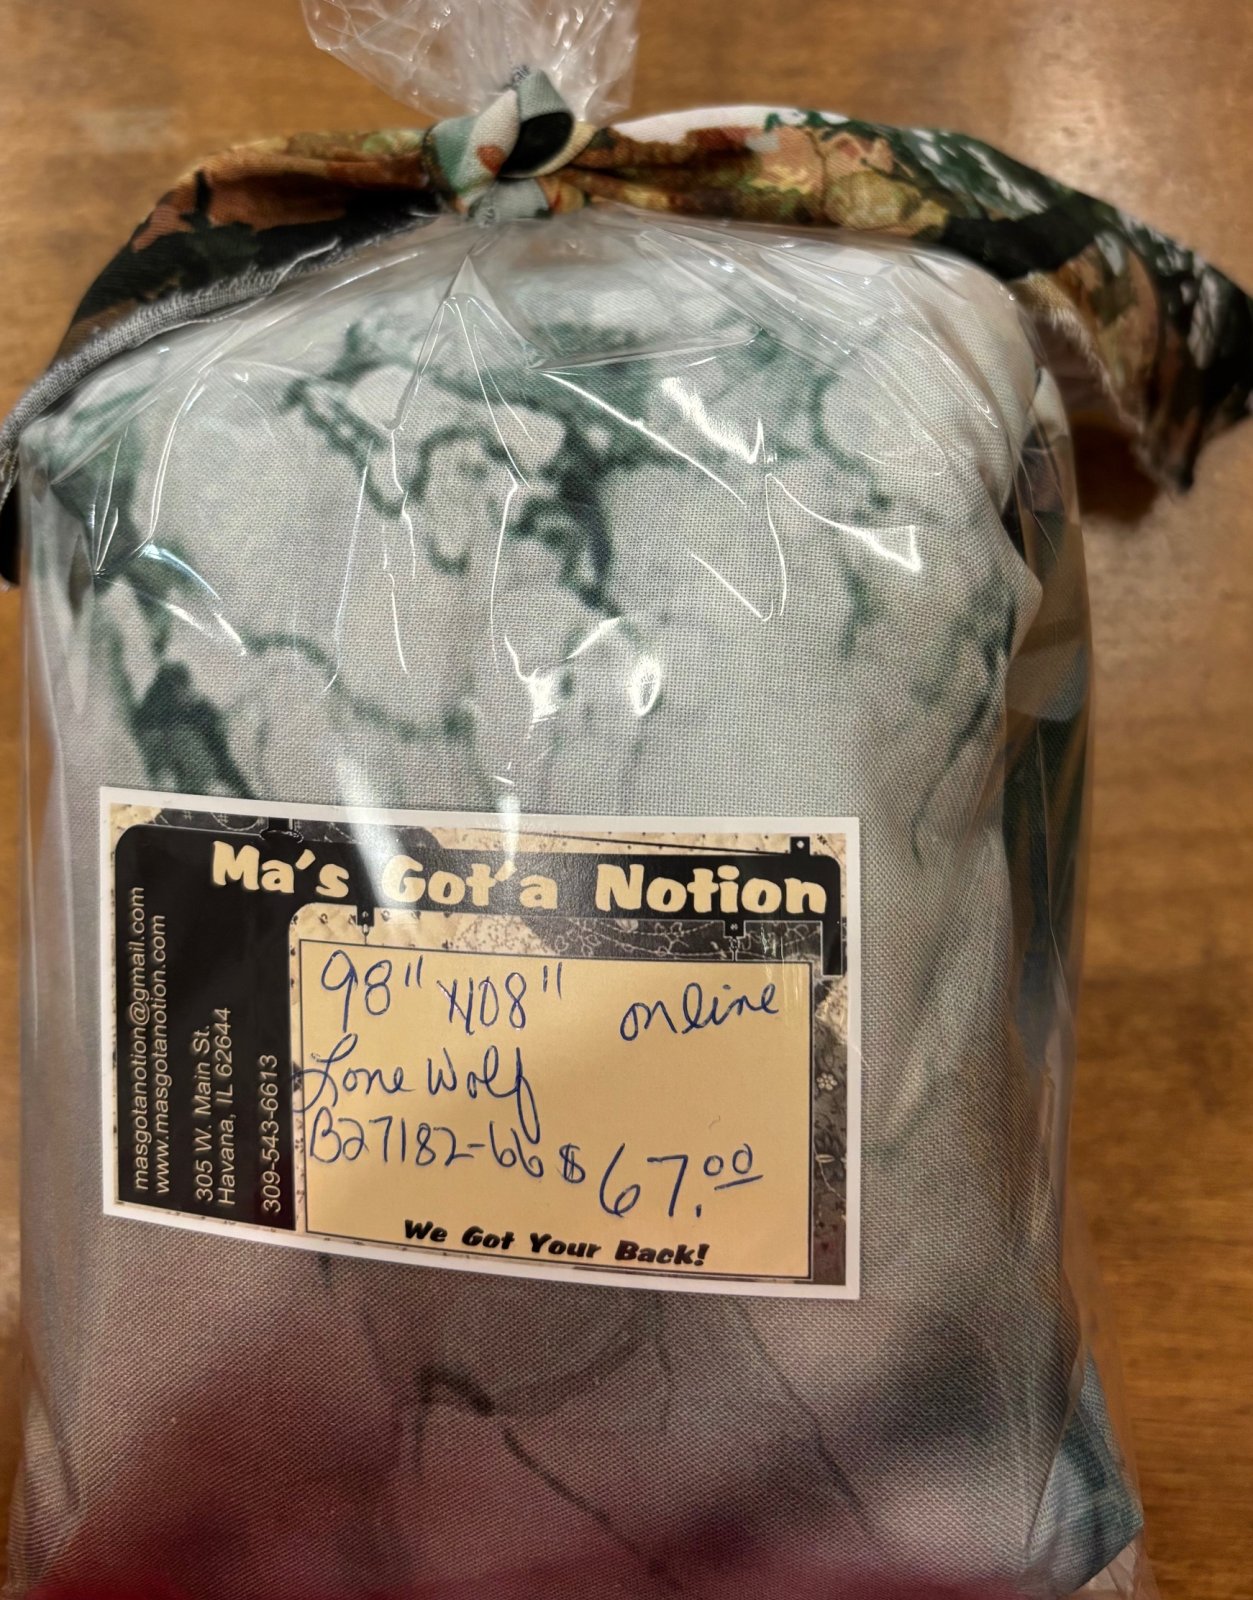 Ma's Got'a Notion
masgotanotion@gmail.com
www.masgotanotion.com
305 W. Main St.
Havana, IL 62644
309-543-6613
98" x108" online
Lone Wolf
B27182-66 $67.00
We Got Your Back!